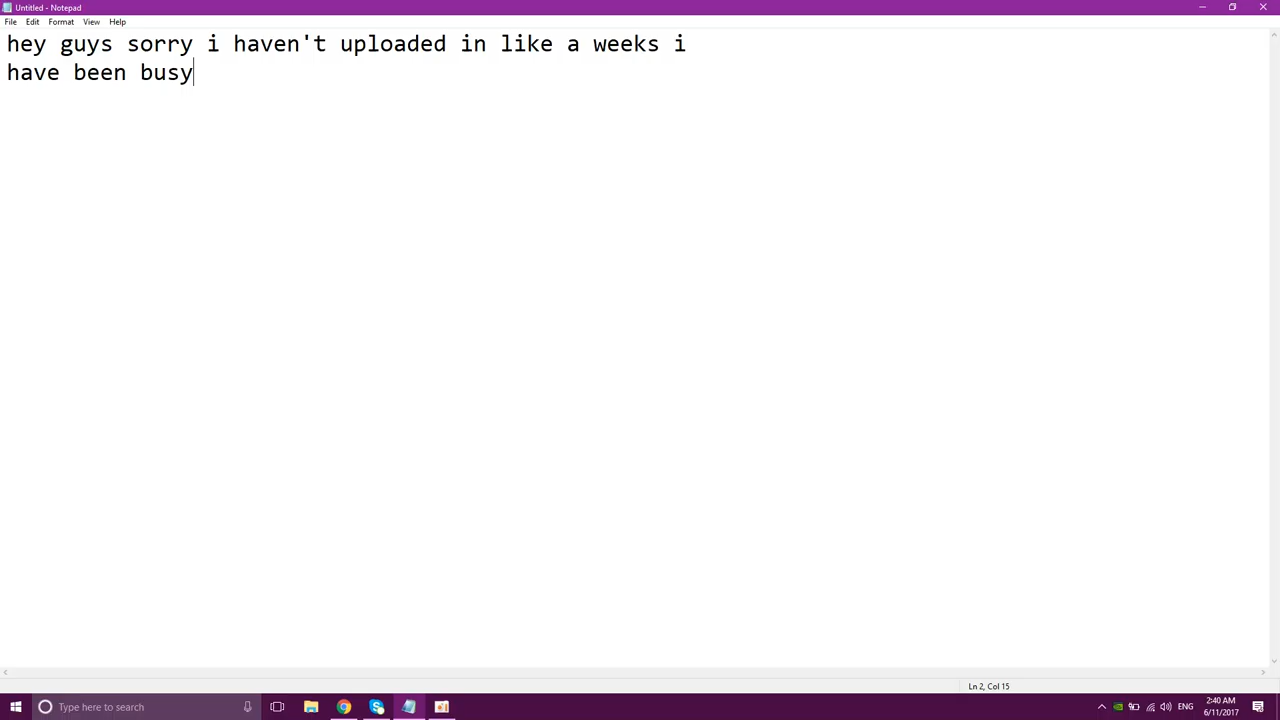 Untitled - Notepad
File Edit Format View Help
hey guys sorry i haven't uploaded in like a weeks i
have been busy
Ln 2, Col 15
Type here to search
ENG
2:40 AM
6/11/2017